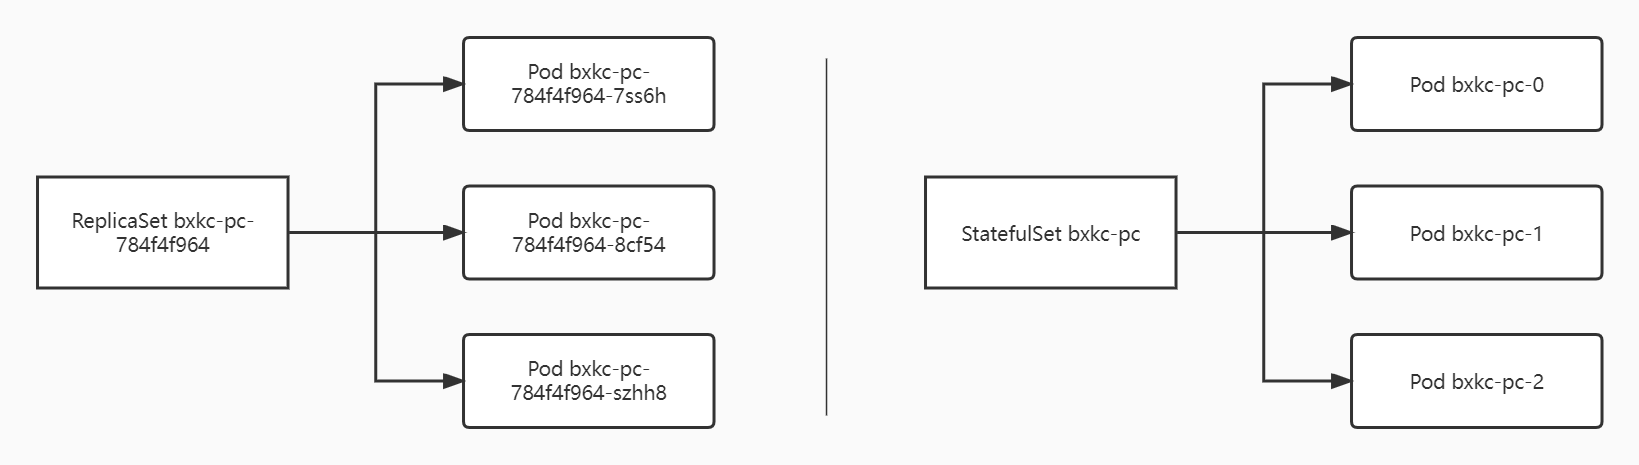 ReplicaSet bxkc-pc-
784f4f964
Pod bxkc-pc-
784f4f964-7ss6h
Pod bxkc-pc-
784f4f964-8cf54
Pod bxkc-pc-
784f4f964-szhh8
StatefulSet bxkc-pc
Pod bxkc-pc-0
Pod bxkc-pc-1
Pod bxkc-pc-2